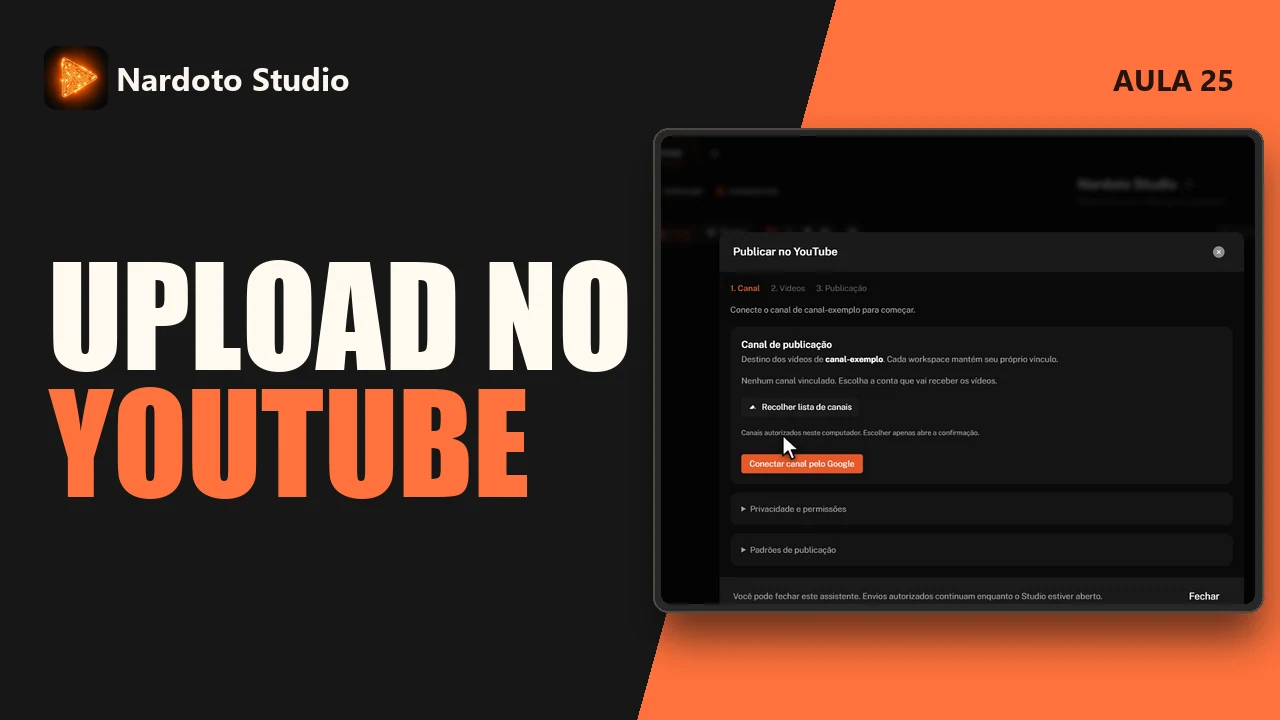 Nardoto Studio
AULA 25
UPLOAD NO
YOUTUBE
Nardoto Studio
Publicar no YouTube
1. Canal 2. Vídeos 3. Publicação
Conecte o canal de canal-exemplo para começar.
Canal de publicação
Destino dos vídeos de canal-exemplo. Cada workspace mantém seu próprio vínculo.
Nenhum canal vinculado. Escolha a conta que vai receber os vídeos.
Recolher lista de canais
Canais autorizados neste computador. Escolher apenas abre a confirmação.
Conectar canal pelo Google
Privacidade e permissões
Padrões de publicação
Você pode fechar este assistente. Envios autorizados continuam enquanto o Studio estiver aberto.
Fechar